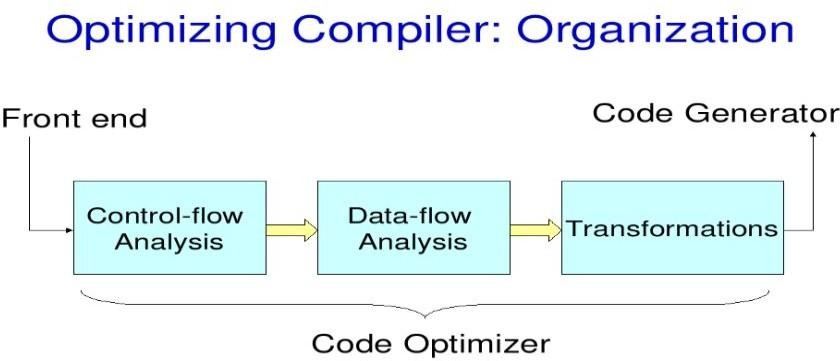 Optimizing Compiler: Organization
Front end
Code Generator
Control-flow
Analysis
Data-flow
Analysis
Transformations
Code Optimizer